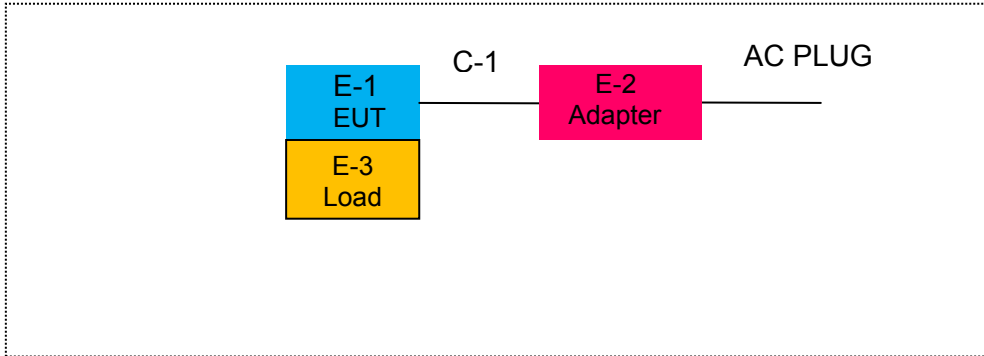 E-1
EUT
C-1
E-2
Adapter
AC PLUG
E-3
Load